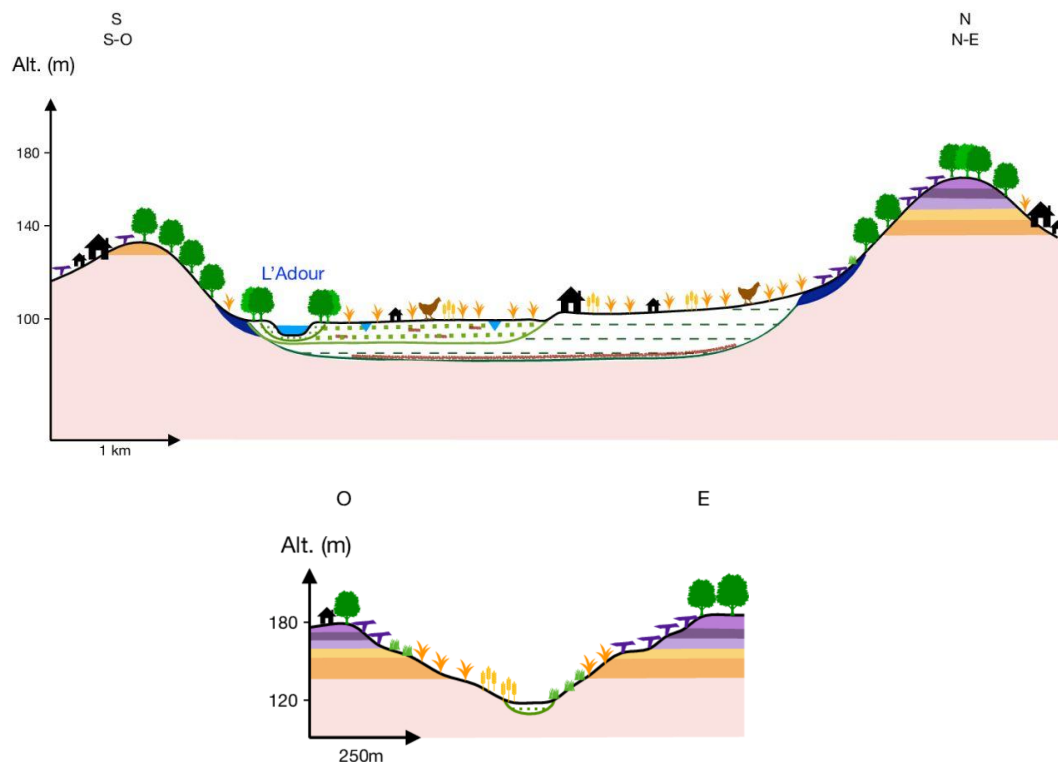 S
S-O
N
N-E
Alt. (m)
180
140
L'Adour
100
1 km
O
E
Alt. (m)
180
120
250m